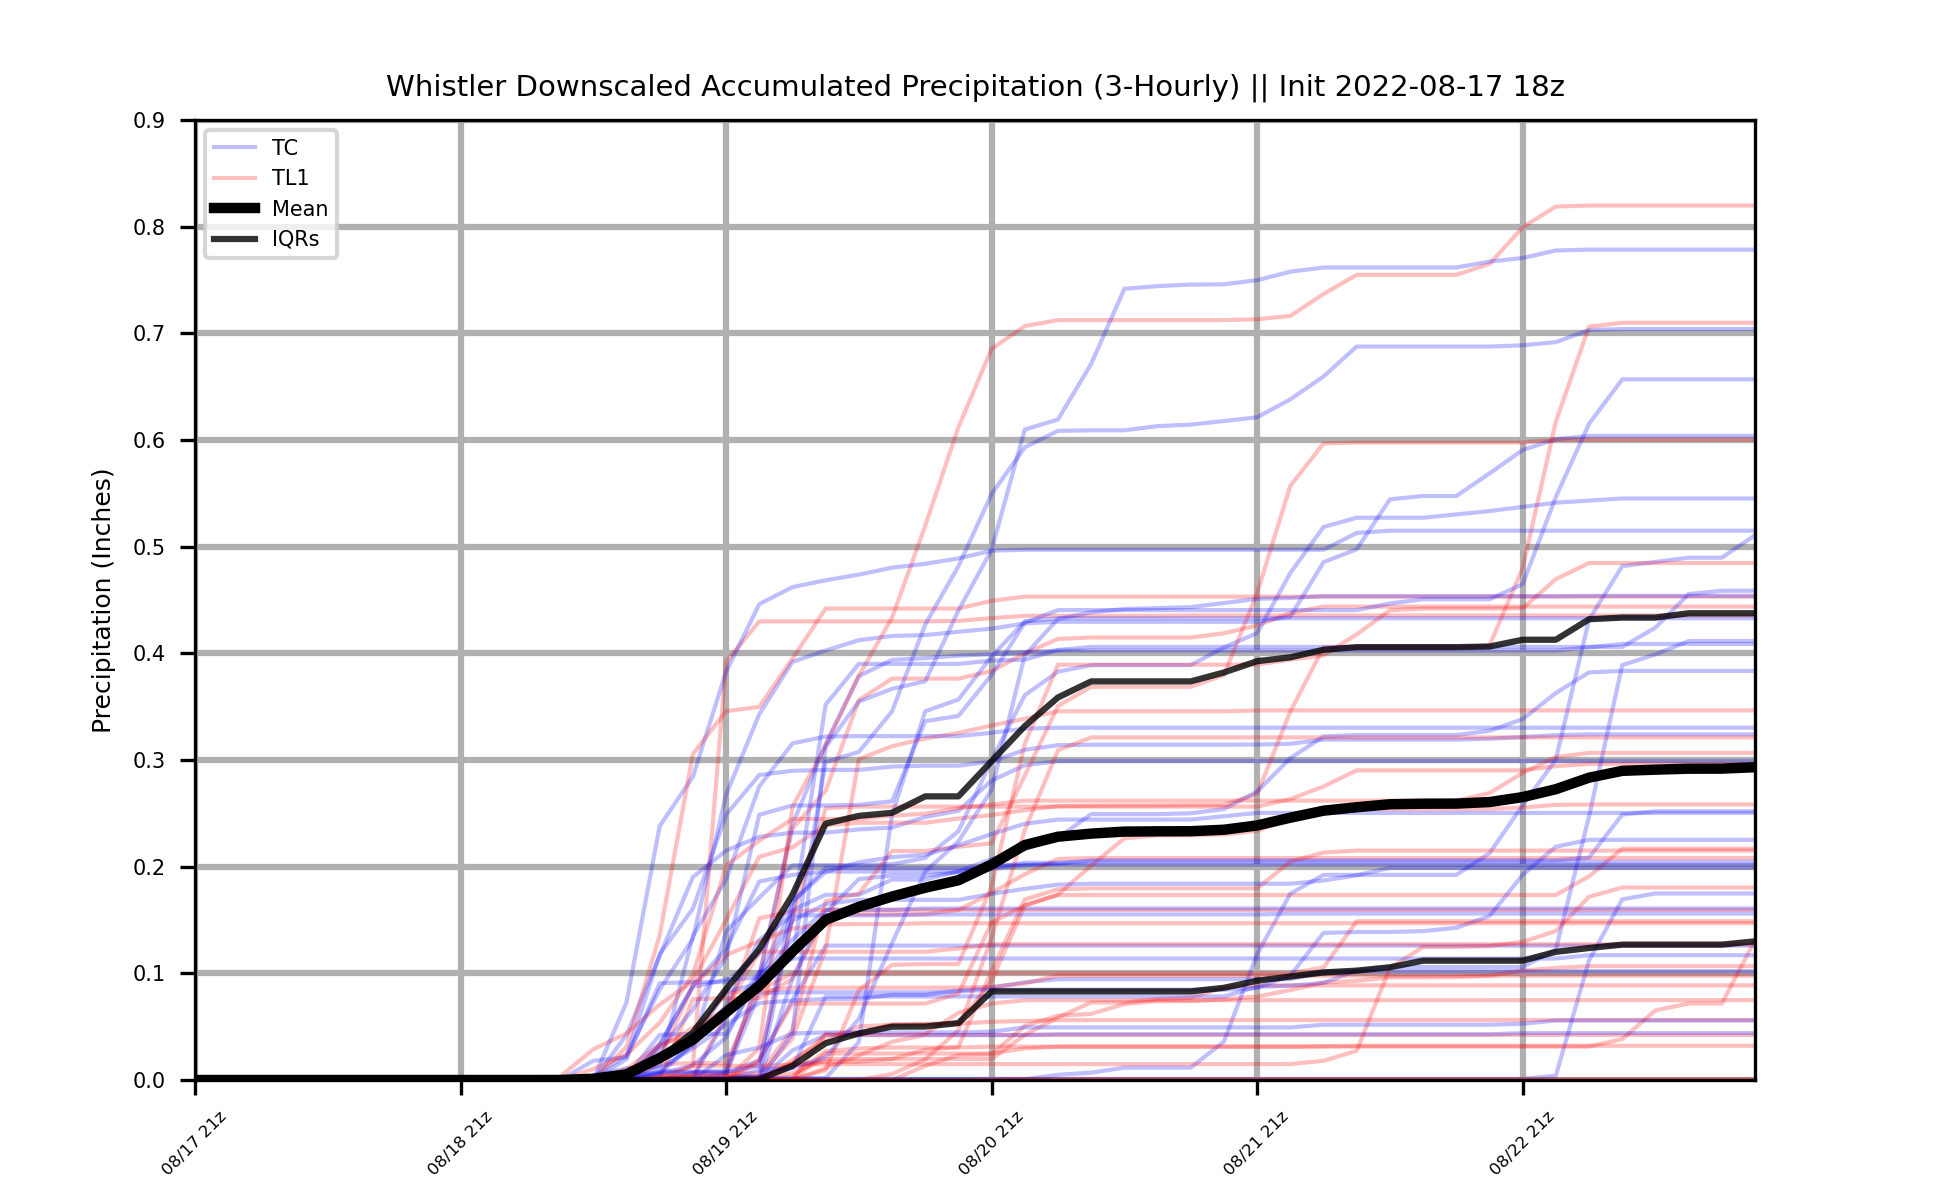 Whistler Downscaled Accumulated Precipitation (3-Hourly) || Init 2022-08-17 18z
TC
TL1
Mean
IQRs
Precipitation (Inches)
0.9
0.8
0.7
0.6
0.5
0.4
0.3
0.2
0.1
0.0
08/17 21z
08/18 21z
08/19 21z
08/20 21z
08/21 21z
08/22 21z